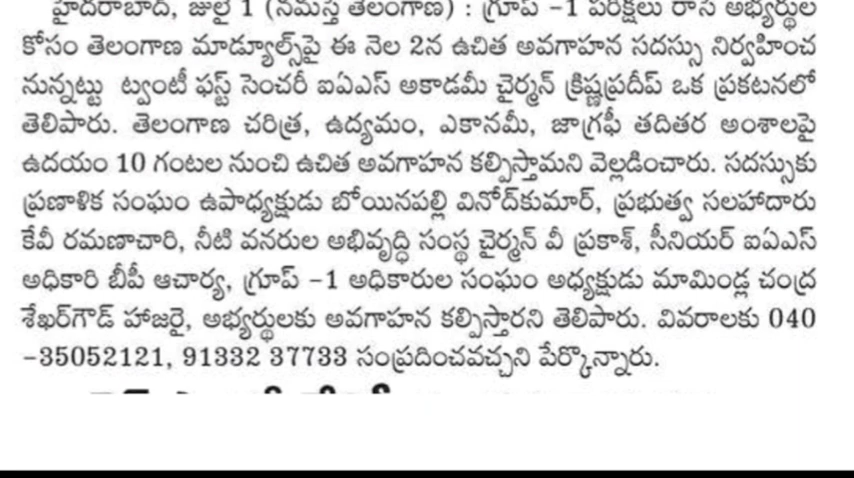 హైదరాబాద్, జులై 1 (నమస్తే తెలంగాణ) : గ్రూప్ -1 పరీక్షలు రాసే అభ్యర్థుల
కోసం తెలంగాణ మాడ్యూల్స్‌పై ఈ నెల 2న ఉచిత అవగాహన సదస్సు నిర్వహించ
నున్నట్టు ట్వంటీ ఫస్ట్ సెంచరీ ఐఏఎస్ అకాడమీ చైర్మన్ క్రిష్ణప్రదీప్ ఒక ప్రకటనలో
తెలిపారు. తెలంగాణ చరిత్ర, ఉద్యమం, ఎకానమీ, జాగ్రఫీ తదితర అంశాలపై
ఉదయం 10 గంటల నుంచి ఉచిత అవగాహన కల్పిస్తామని వెల్లడించారు. సదస్సుకు
ప్రణాళిక సంఘం ఉపాధ్యక్షుడు బోయినపల్లి వినోద్‌కుమార్, ప్రభుత్వ సలహాదారు
కేవీ రమణాచారి, నీటి వనరుల అభివృద్ధి సంస్థ చైర్మన్ వీ ప్రకాశ్, సీనియర్ ఐఏఎస్
అధికారి బీపీ ఆచార్య, గ్రూప్ -1 అధికారుల సంఘం అధ్యక్షుడు మామిండ్ల చంద్ర
శేఖర్‌గౌడ్ హాజరై, అభ్యర్థులకు అవగాహన కల్పిస్తారని తెలిపారు. వివరాలకు 040
-35052121, 91332 37733 సంప్రదించవచ్చని పేర్కొన్నారు.